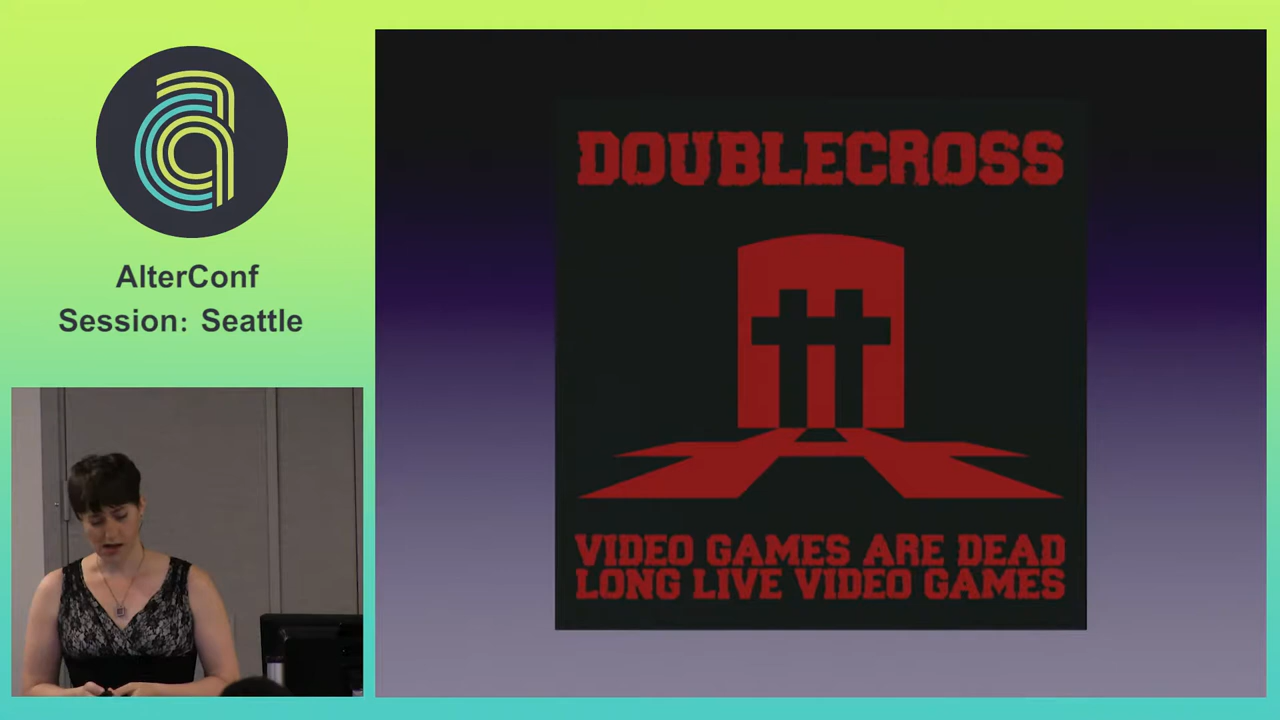 AlterConf
Session: Seattle
DOUBLECROSS
VIDEO GAMES ARE DEAD
LONG LIVE VIDEO GAMES